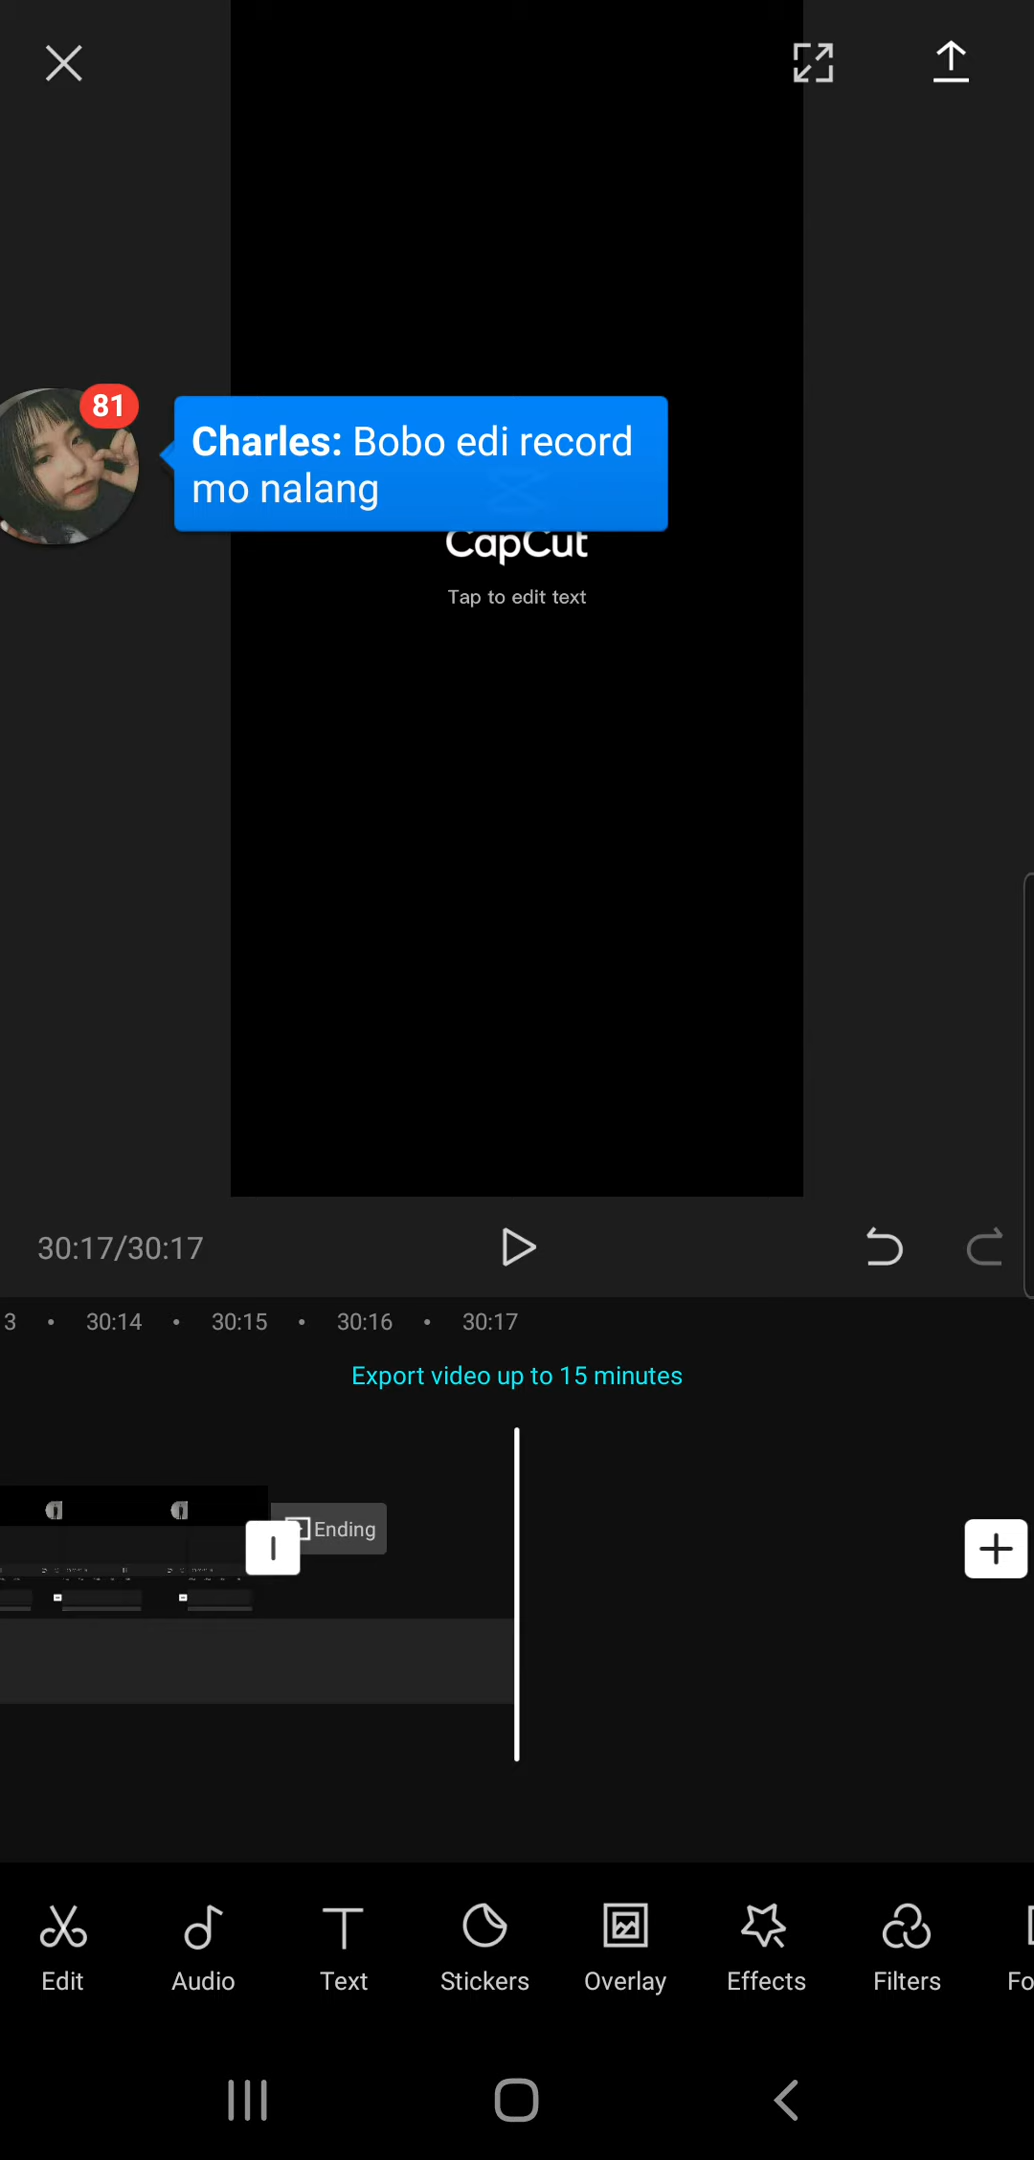 81
Charles: Bobo edi record
mo nalang
CapCut
Tap to edit text
30:17/30:17
3 • 30:14 • 30:15 • 30:16 • 30:17
Export video up to 15 minutes
Ending
Edit
Audio
Text
Stickers
Overlay
Effects
Filters
Fo